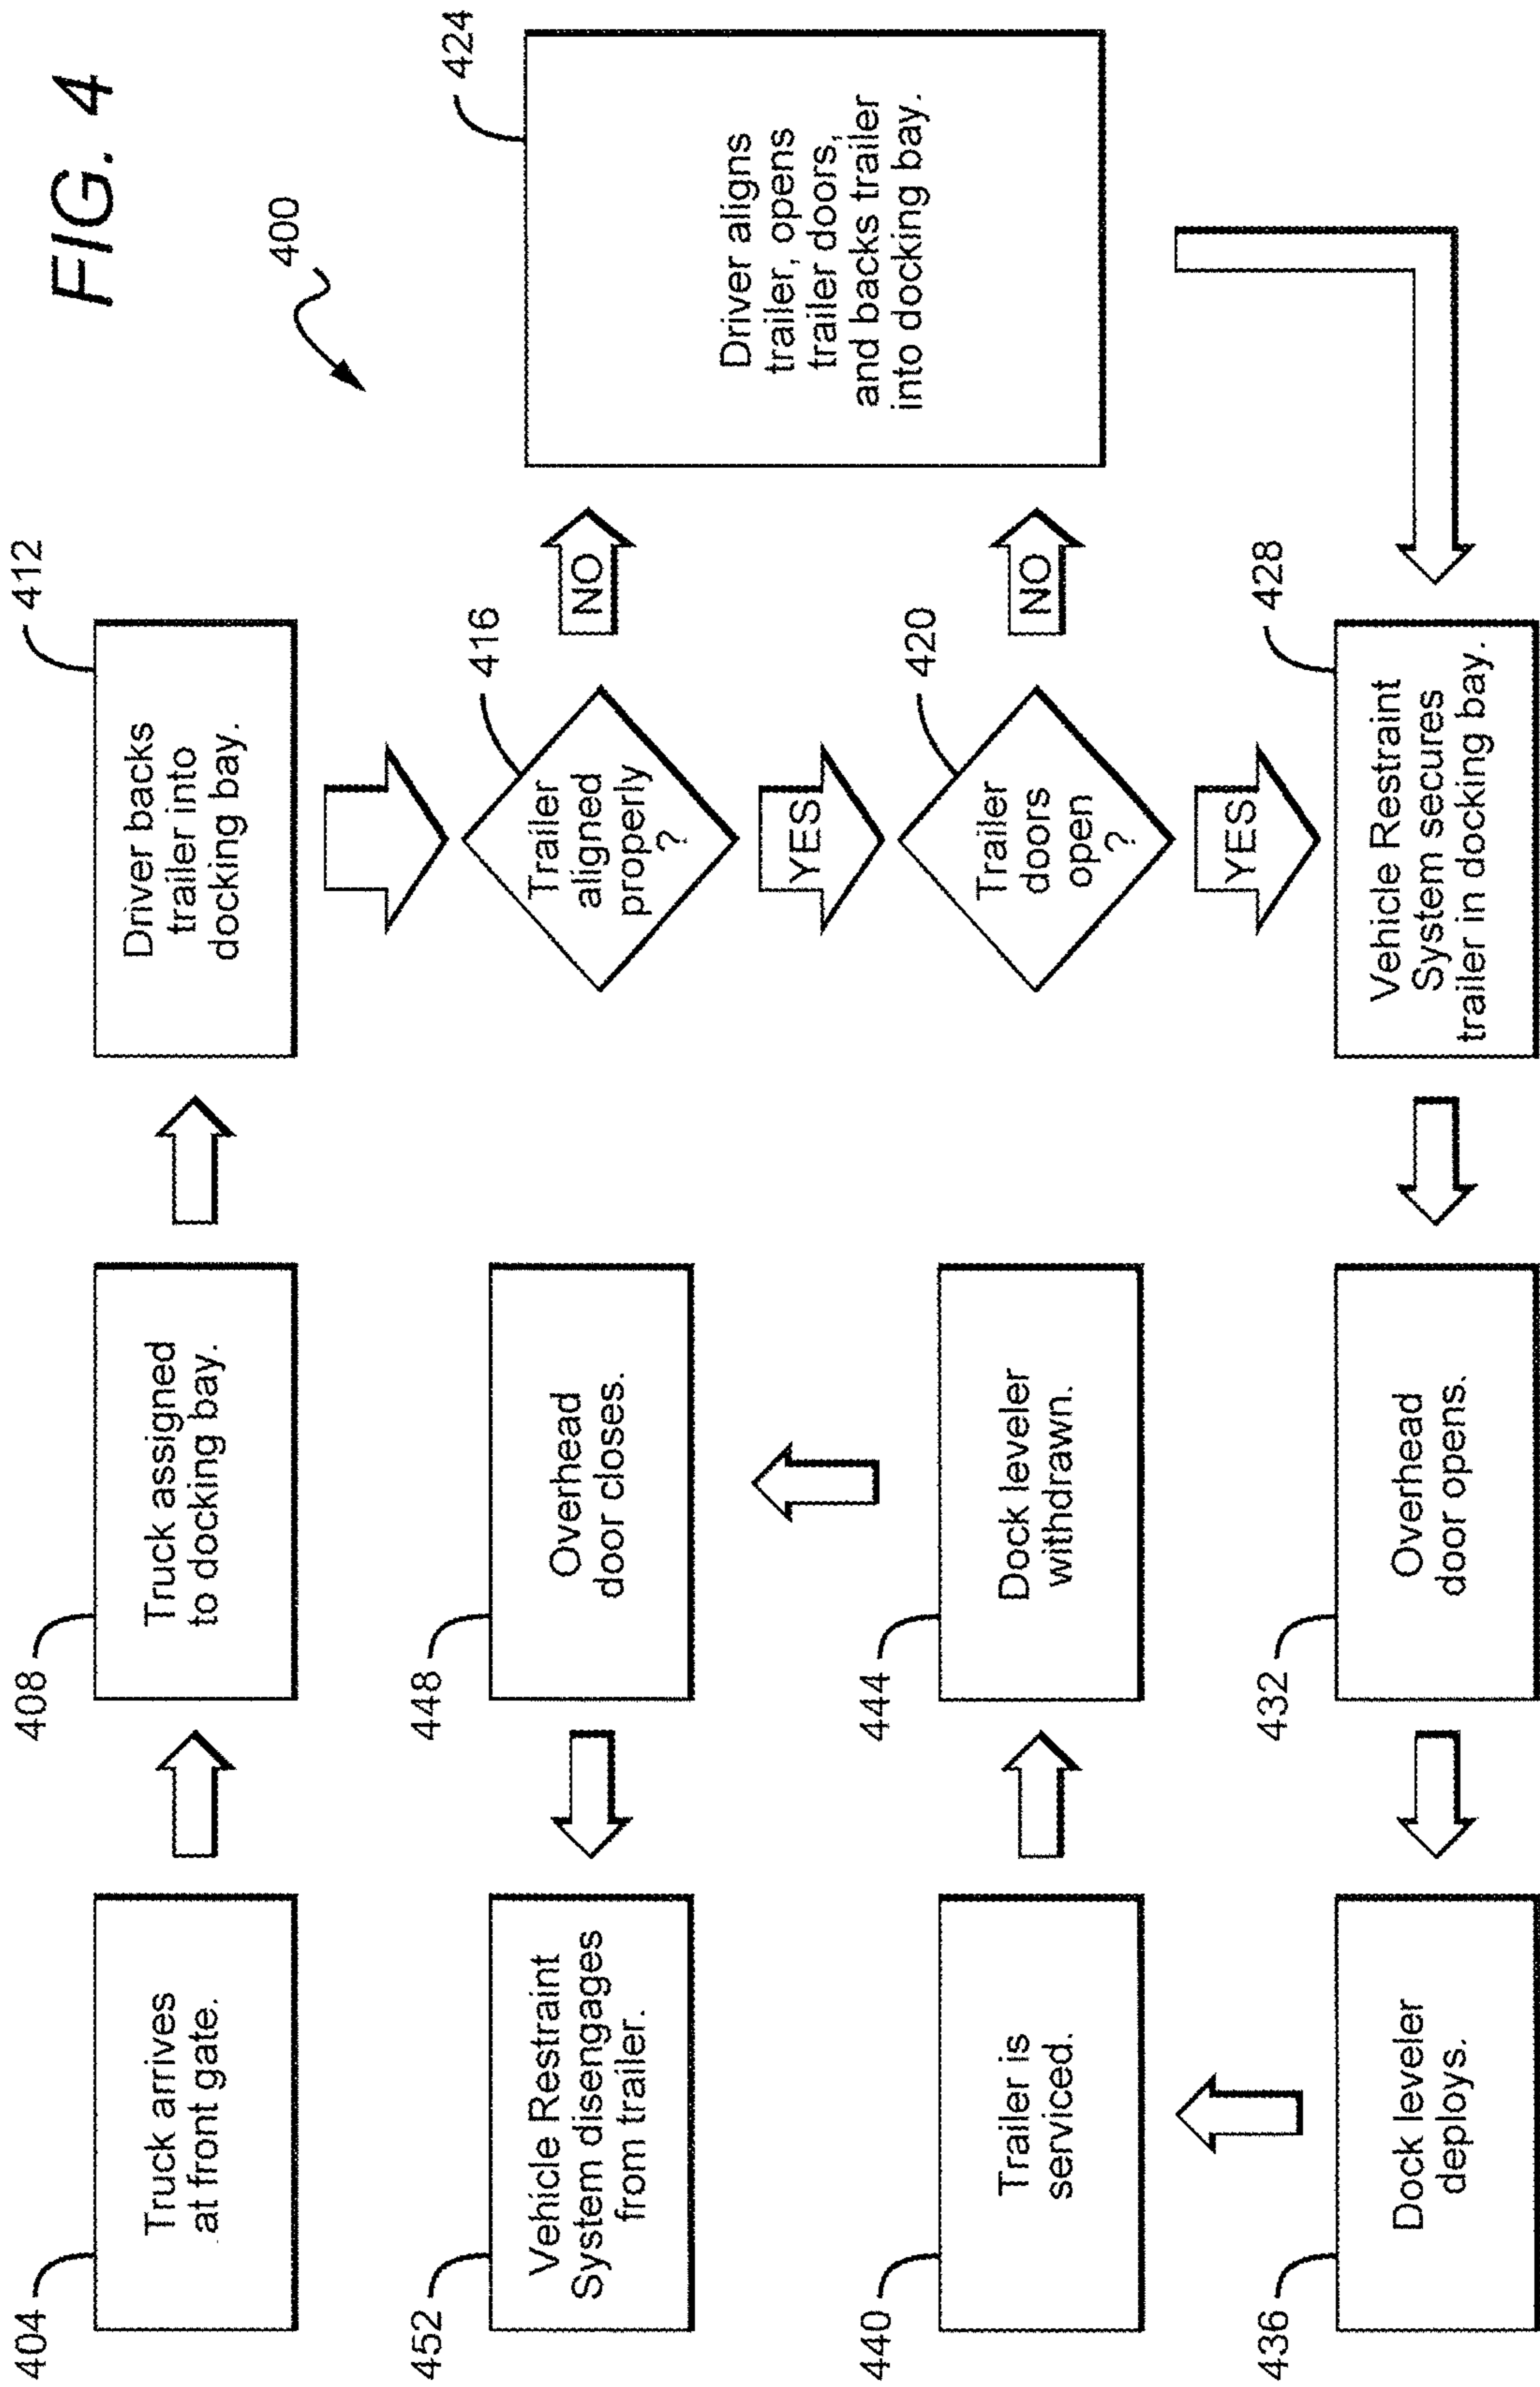 FIG. 4
400
404
Truck arrives
at front gate.
408
Truck assigned
to docking bay.
412
Driver backs
trailer into
docking bay.
416
Trailer
aligned
properly
?
NO
YES
420
Trailer
doors
open
?
NO
YES
424
Driver aligns
trailer, opens
trailer doors,
and backs trailer
into docking bay.
428
Vehicle Restraint
System secures
trailer in docking bay.
432
Overhead
door opens.
436
Dock leveler
deploys.
440
Trailer is
serviced.
444
Dock leveler
withdrawn.
448
Overhead
door closes.
452
Vehicle Restraint
System disengages
from trailer.